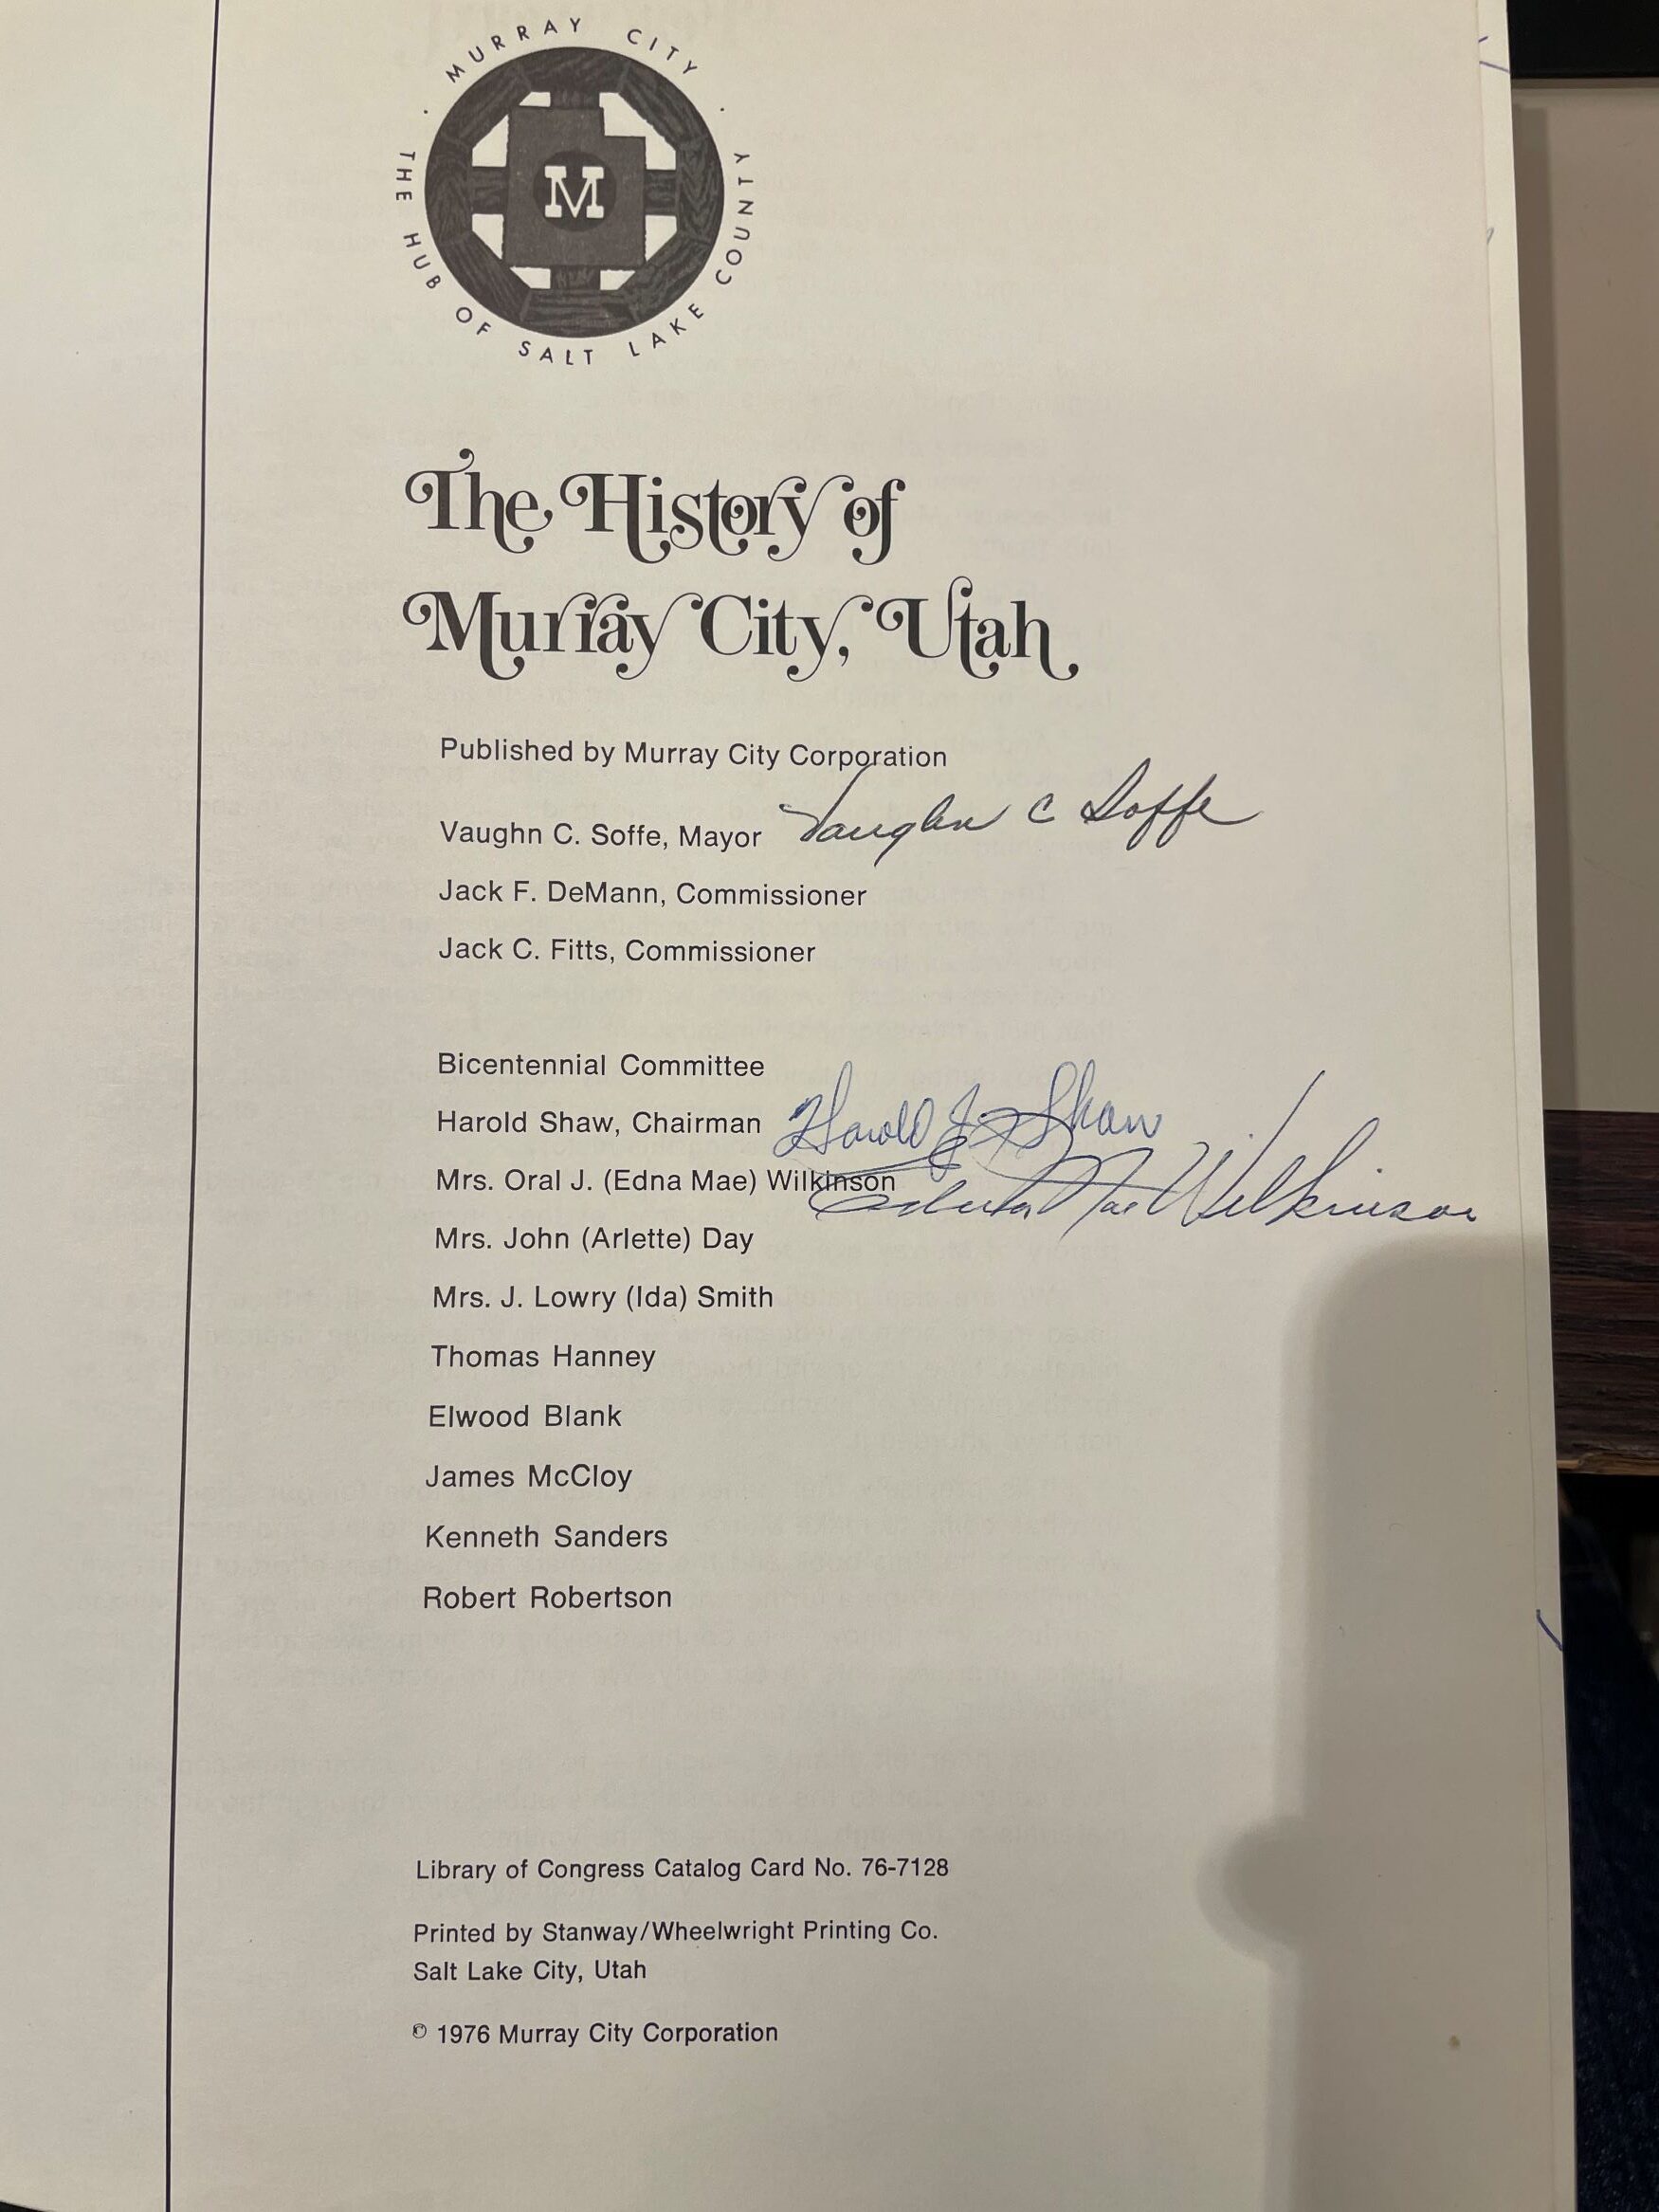 MURRAY CITY
THE HUB OF SALT LAKE COUNTY
M
The History of
Murray City, Utah
Published by Murray City Corporation
Vaughn C. Soffe, Mayor Vaughn C Soffe
Jack F. DeMann, Commissioner
Jack C. Fitts, Commissioner
Bicentennial Committee
Harold Shaw, Chairman Harold J. Shaw
Mrs. Oral J. (Edna Mae) Wilkinson Edna Mae Wilkinson
Mrs. John (Arlette) Day
Mrs. J. Lowry (Ida) Smith
Thomas Hanney
Elwood Blank
James McCloy
Kenneth Sanders
Robert Robertson
Library of Congress Catalog Card No. 76-7128
Printed by Stanway/Wheelwright Printing Co.
Salt Lake City, Utah
© 1976 Murray City Corporation